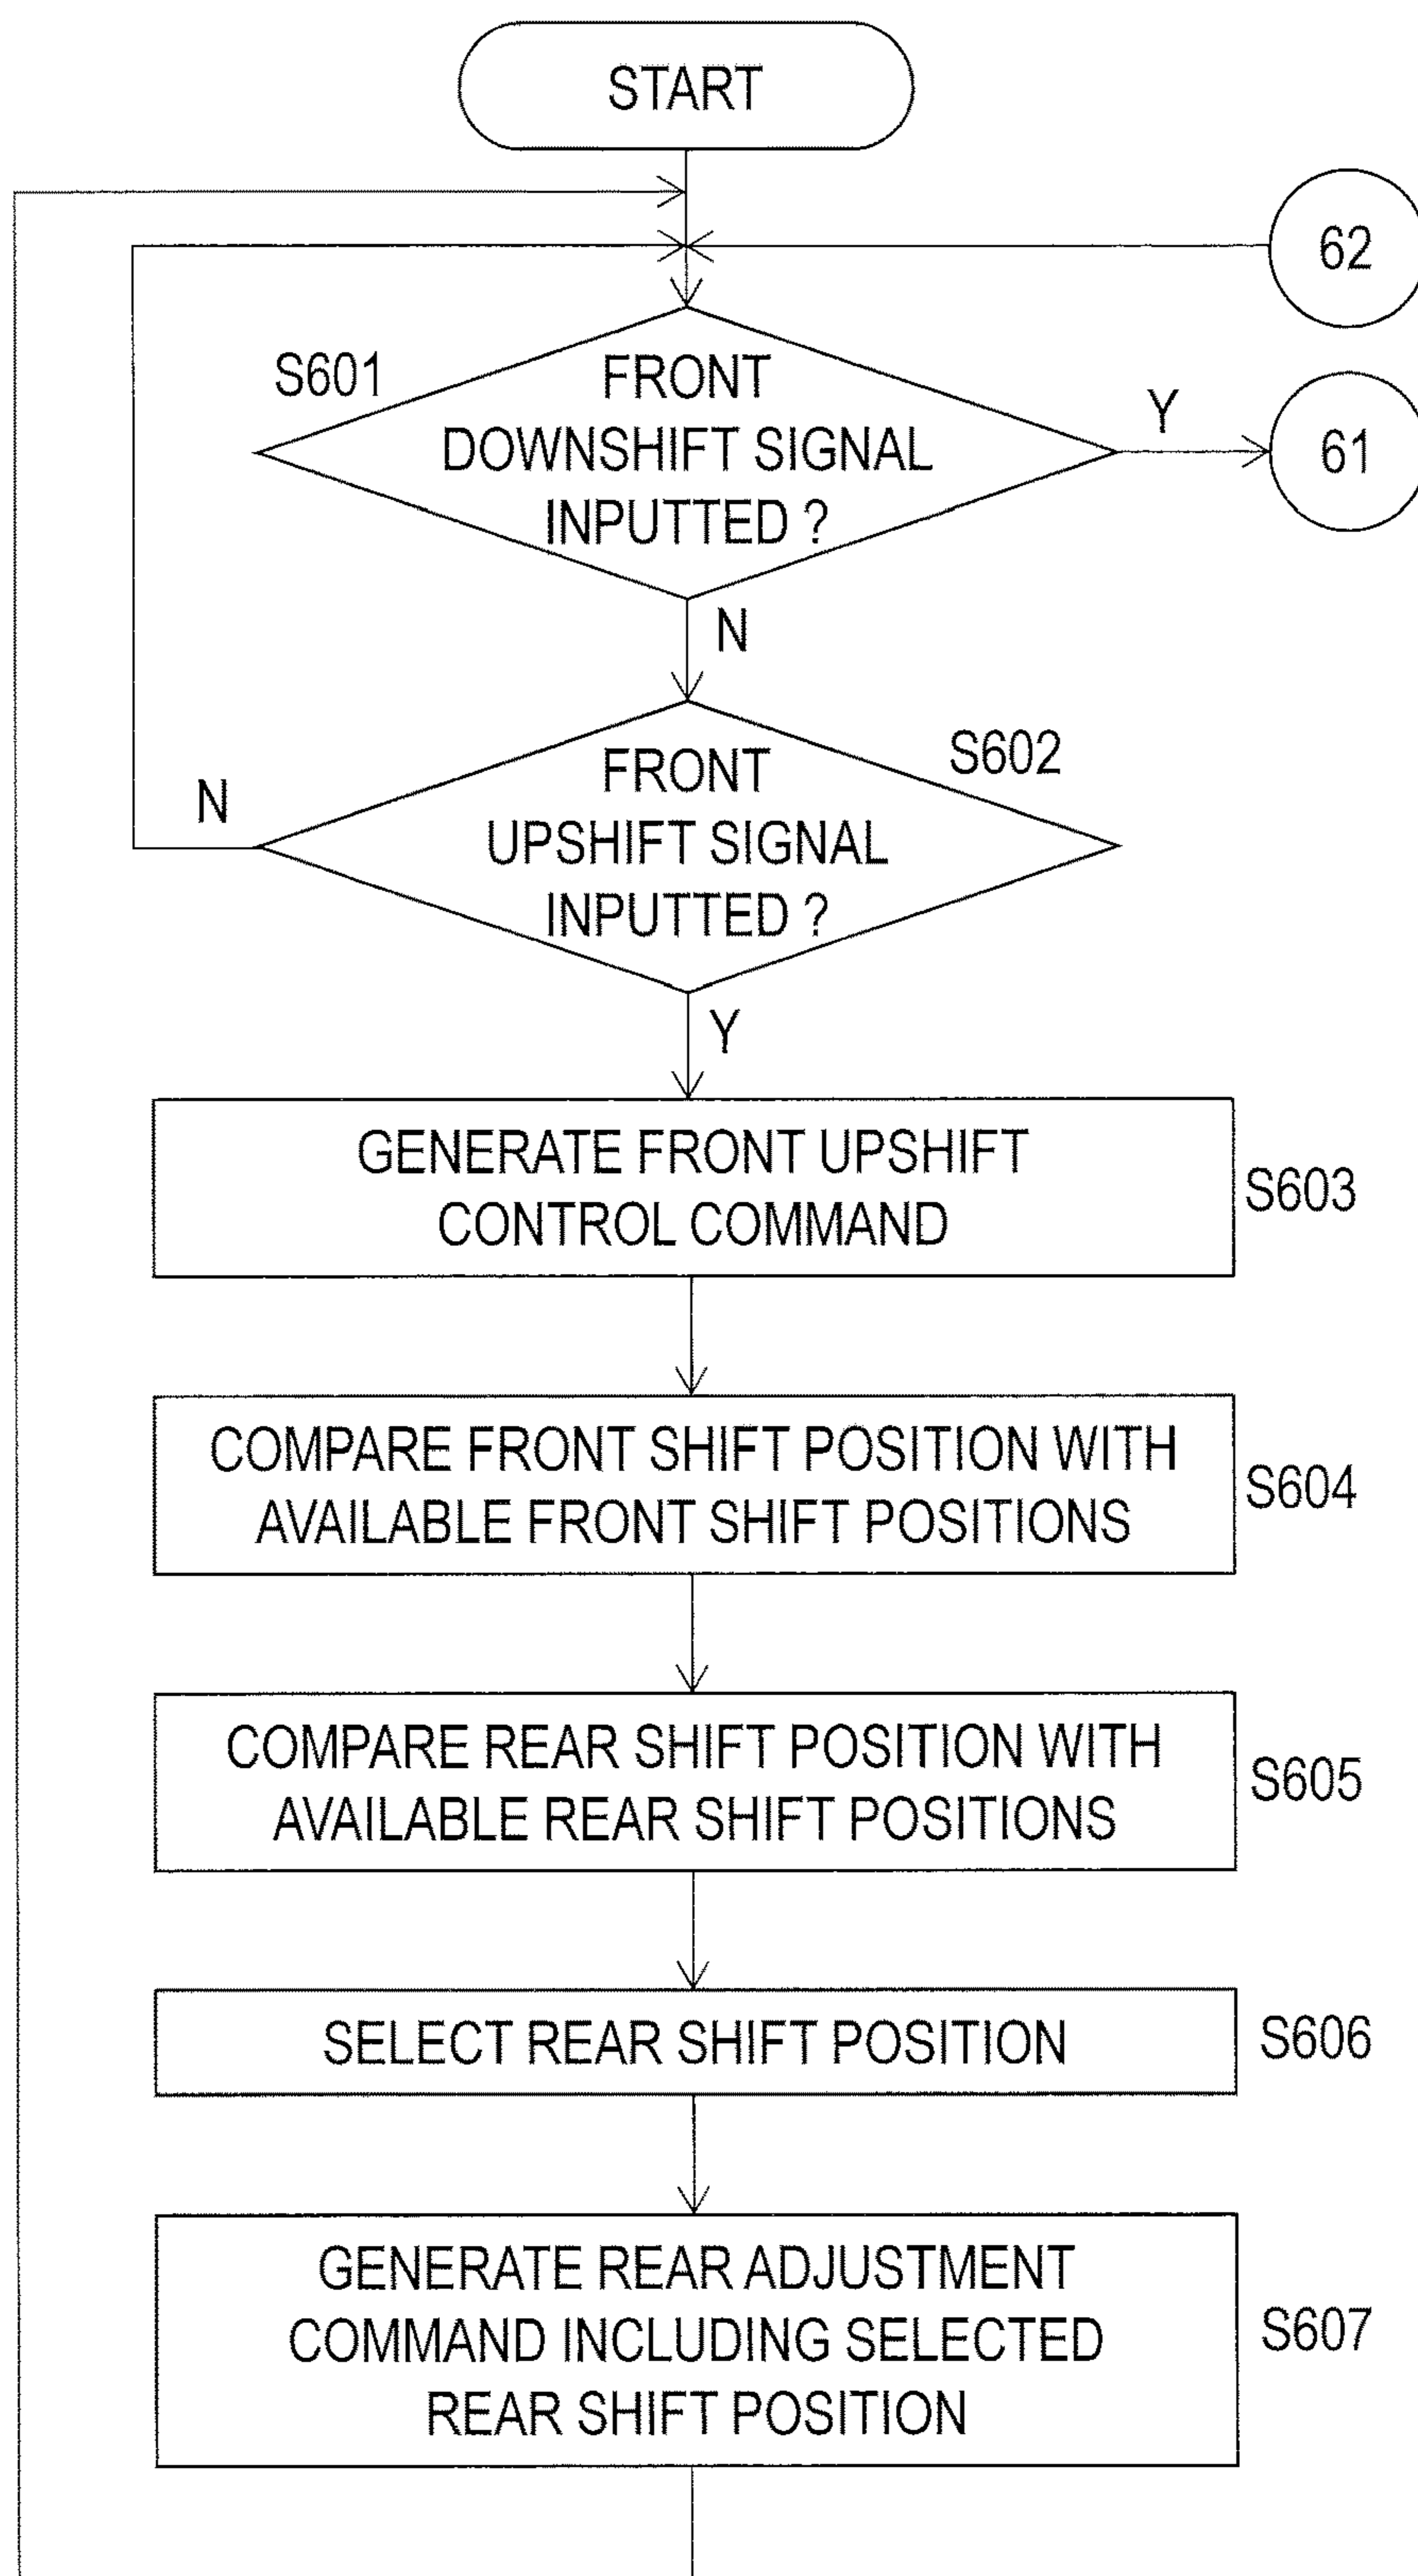 START
62
S601
FRONT
DOWNSHIFT SIGNAL
INPUTTED ?
Y
61
N
S602
FRONT
UPSHIFT SIGNAL
INPUTTED ?
N
Y
GENERATE FRONT UPSHIFT
CONTROL COMMAND
S603
COMPARE FRONT SHIFT POSITION WITH
AVAILABLE FRONT SHIFT POSITIONS
S604
COMPARE REAR SHIFT POSITION WITH
AVAILABLE REAR SHIFT POSITIONS
S605
SELECT REAR SHIFT POSITION
S606
GENERATE REAR ADJUSTMENT
COMMAND INCLUDING SELECTED
REAR SHIFT POSITION
S607